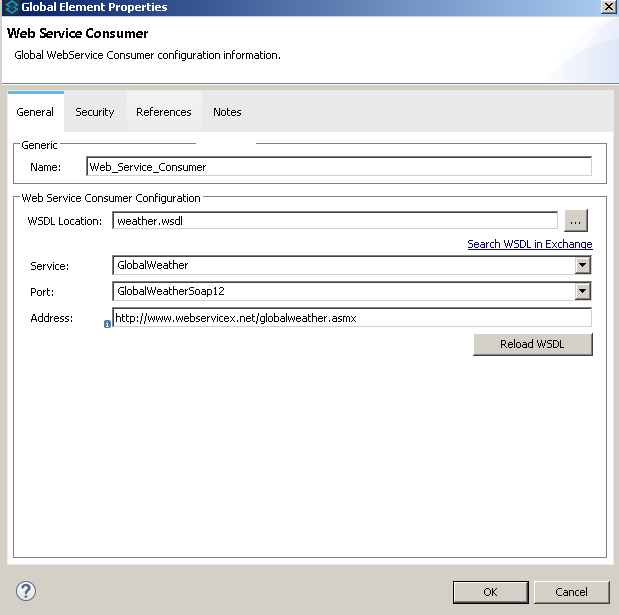 Global Element Properties
Web Service Consumer
Global WebService Consumer configuration information.
General Security References Notes
Generic
Name: Web_Service_Consumer
Web Service Consumer Configuration
WSDL Location: weather.wsdl ...
Search WSDL in Exchange
Service: GlobalWeather
Port: GlobalWeatherSoap12
Address: http://www.webservicex.net/globalweather.asmx
Reload WSDL
? OK Cancel